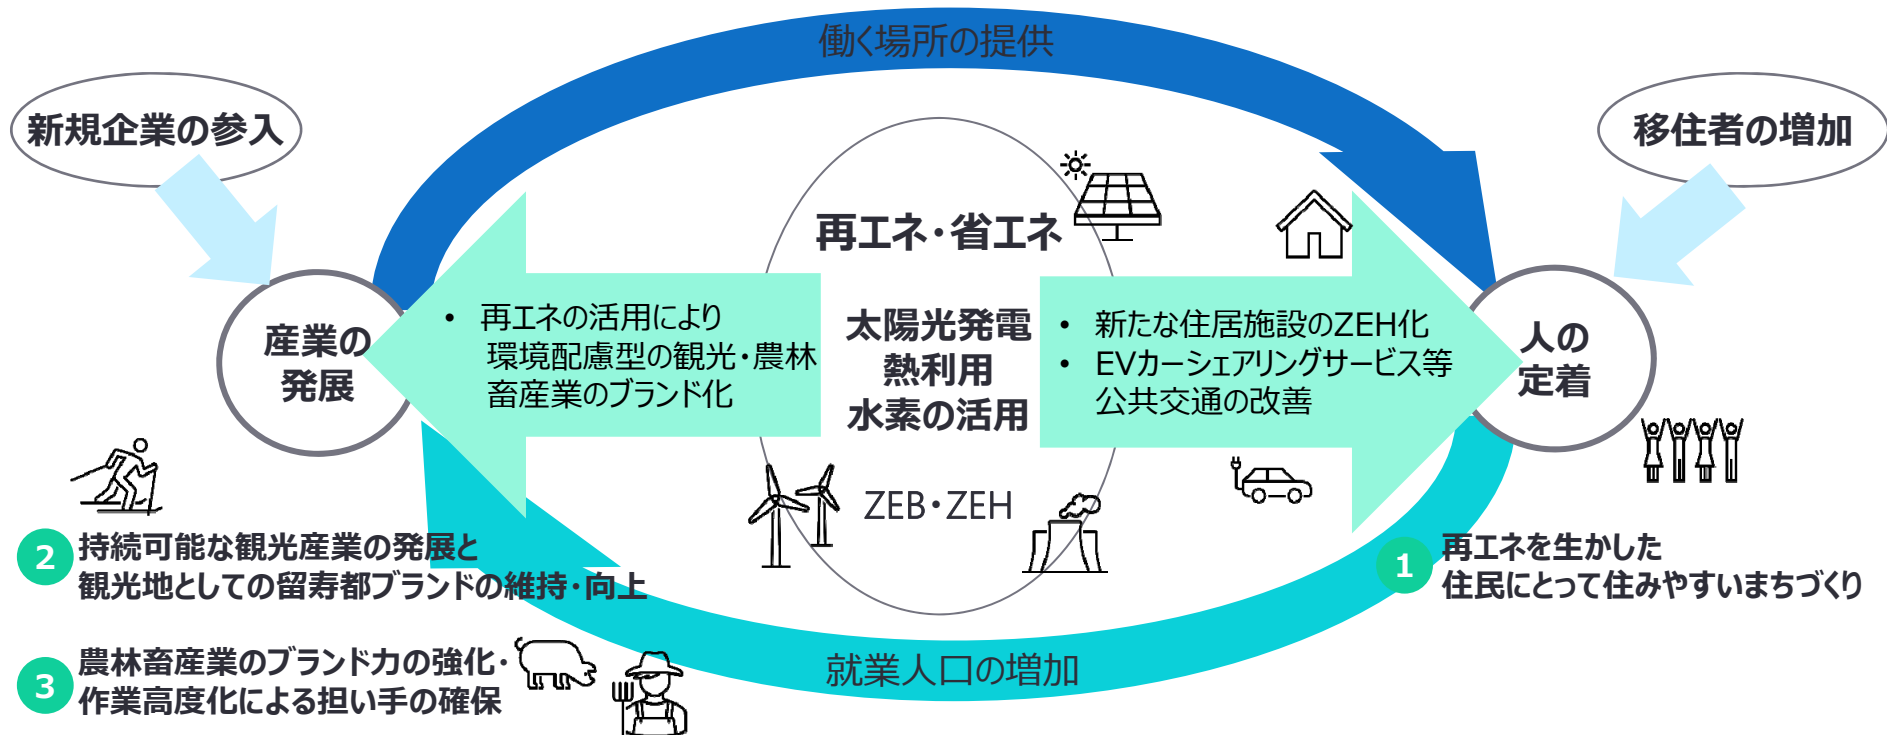 働く場所の提供
新規企業の参入
移住者の増加
再エネ・省エネ
産業の
発展
• 再エネの活用により
環境配慮型の観光・農林
畜産業のブランド化
太陽光発電
熱利用
水素の活用
• 新たな住居施設のZEH化
• EVカーシェアリングサービス等
公共交通の改善
人の
定着
ZEB・ZEH
2 持続可能な観光産業の発展と
観光地としての留寿都ブランドの維持・向上
1 再エネを生かした
住民にとって住みやすいまちづくり
3 農林畜産業のブランド力の強化・
作業高度化による担い手の確保
就業人口の増加